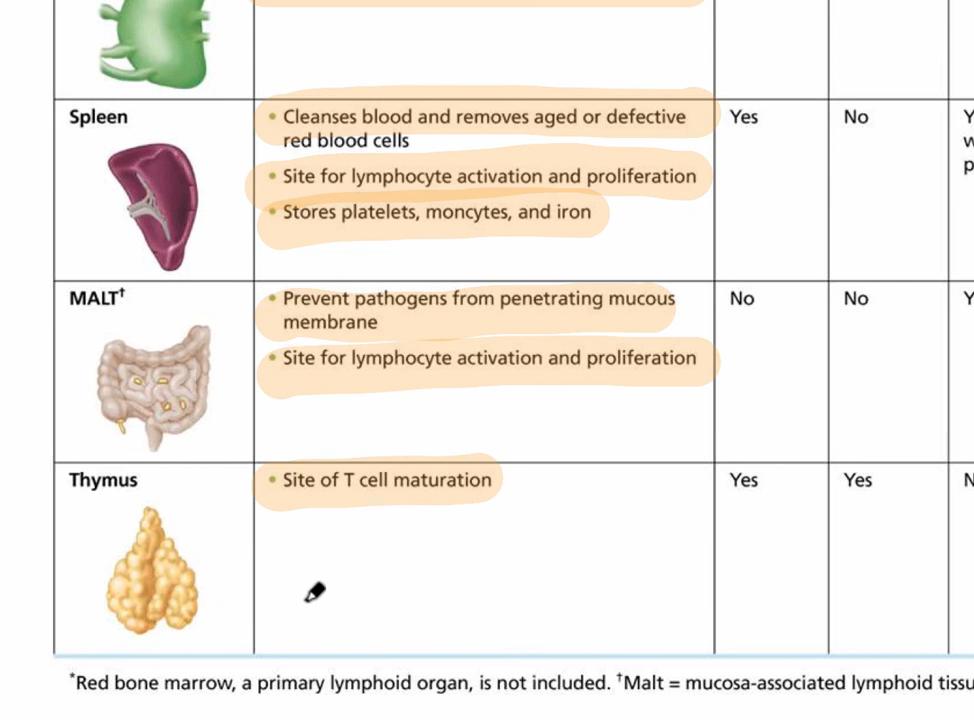 Spleen
• Cleanses blood and removes aged or defective
red blood cells
• Site for lymphocyte activation and proliferation
• Stores platelets, moncytes, and iron
Yes
No
Y
w
p
MALT†
• Prevent pathogens from penetrating mucous
membrane
• Site for lymphocyte activation and proliferation
No
No
Y
Thymus
• Site of T cell maturation
Yes
Yes
N
*Red bone marrow, a primary lymphoid organ, is not included. †Malt = mucosa-associated lymphoid tissu